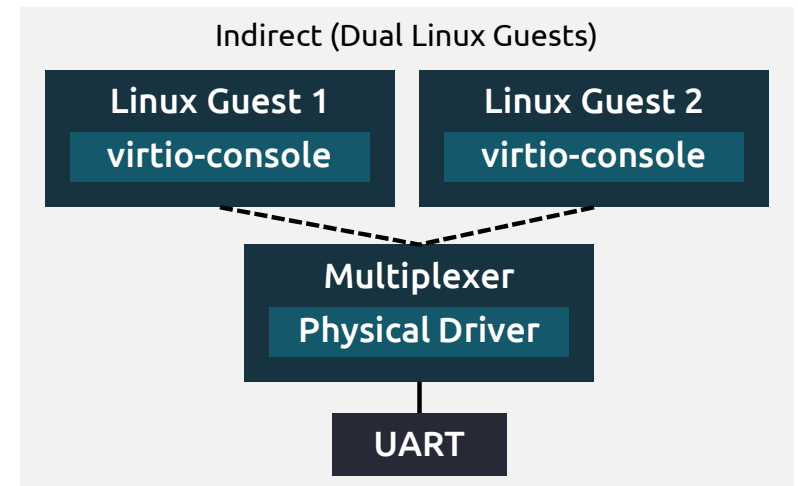 Indirect (Dual Linux Guests)
Linux Guest 1
virtio-console
Linux Guest 2
virtio-console
Multiplexer
Physical Driver
UART